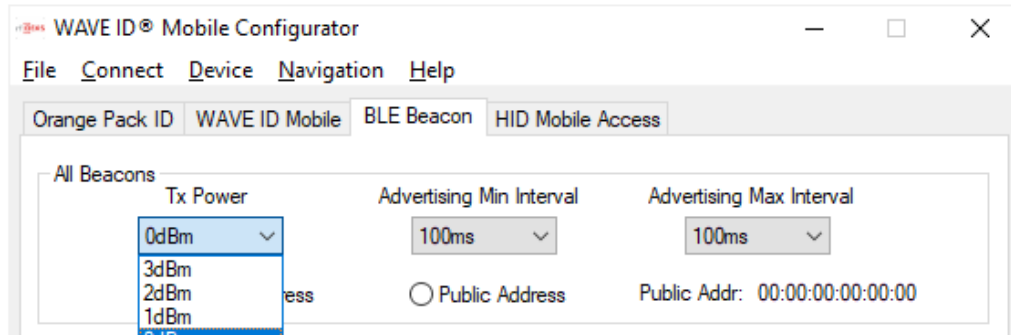 WAVE ID® Mobile Configurator
File Connect Device Navigation Help
Orange Pack ID WAVE ID Mobile BLE Beacon HID Mobile Access
All Beacons
Tx Power Advertising Min Interval Advertising Max Interval
0dBm 100ms 100ms
3dBm
2dBm ress Public Address Public Addr: 00:00:00:00:00:00
1dBm